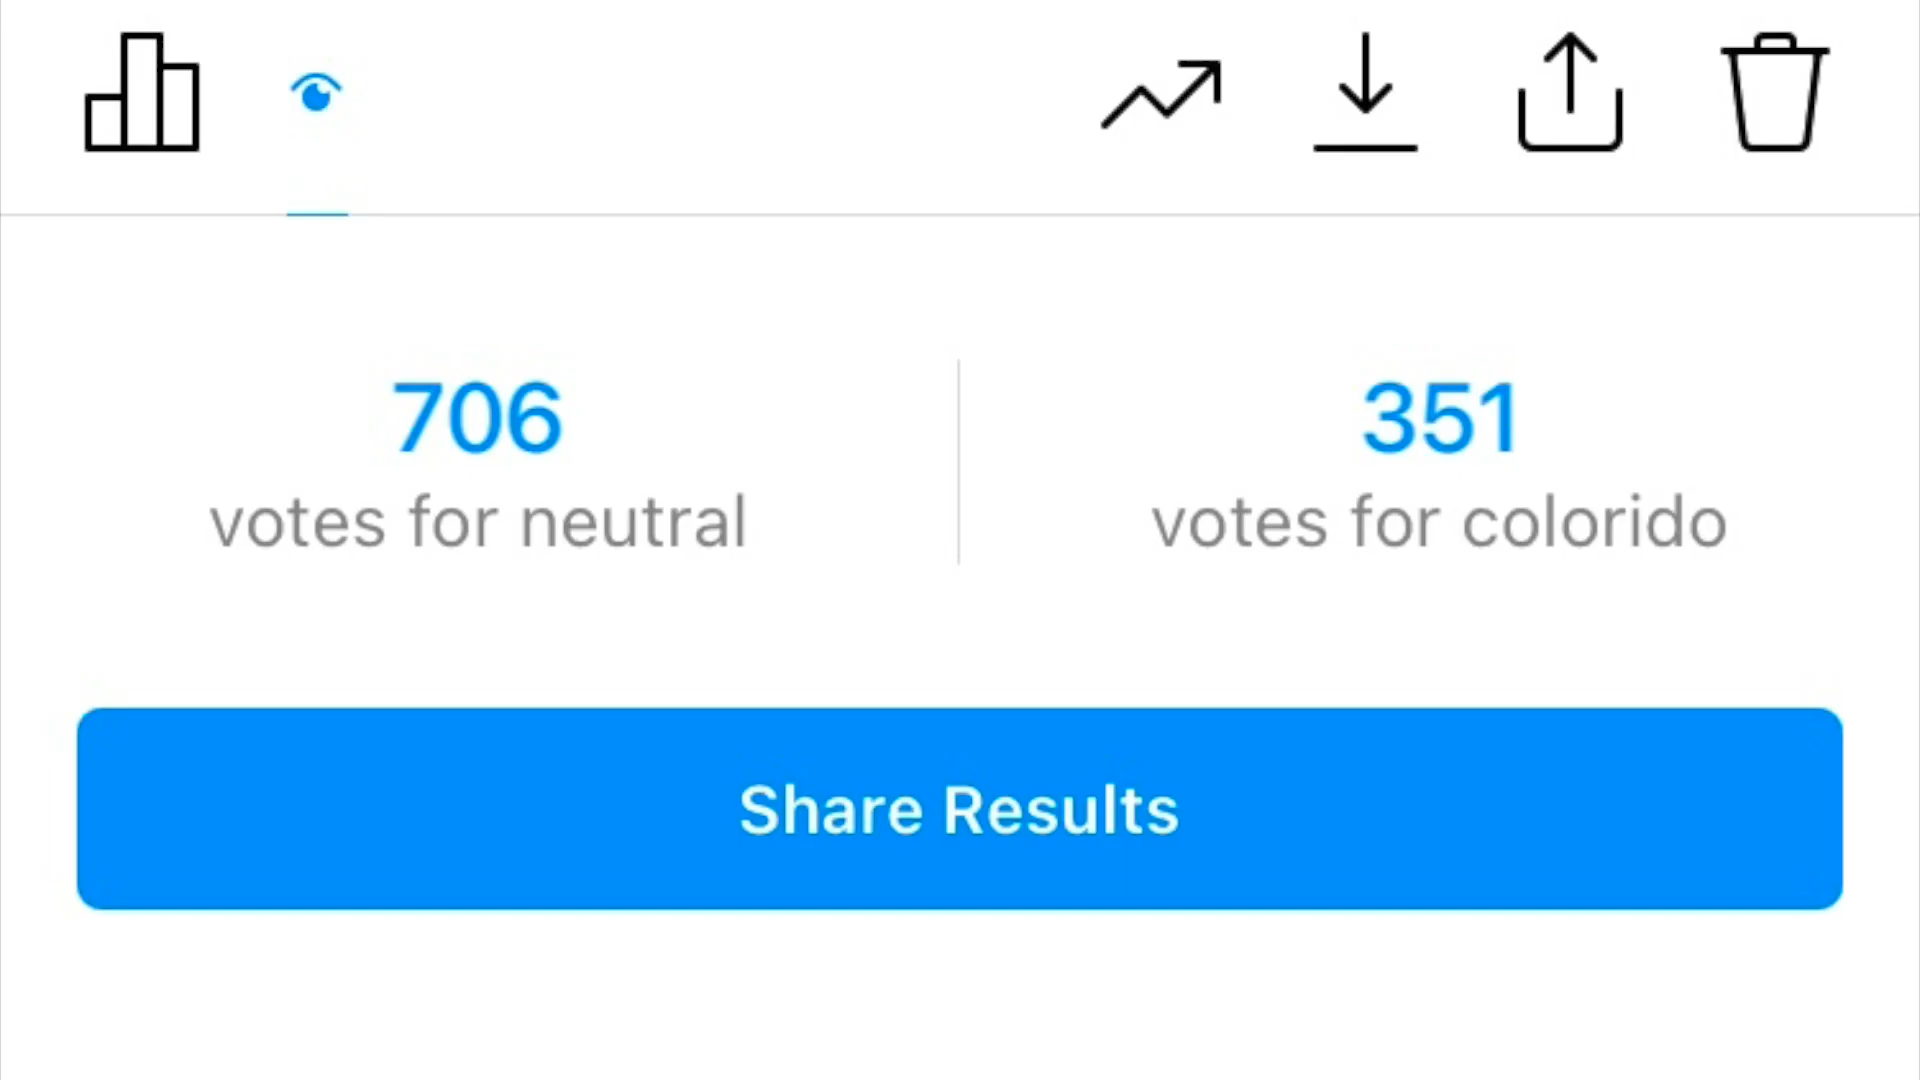 706
votes for neutral
351
votes for colorido
Share Results